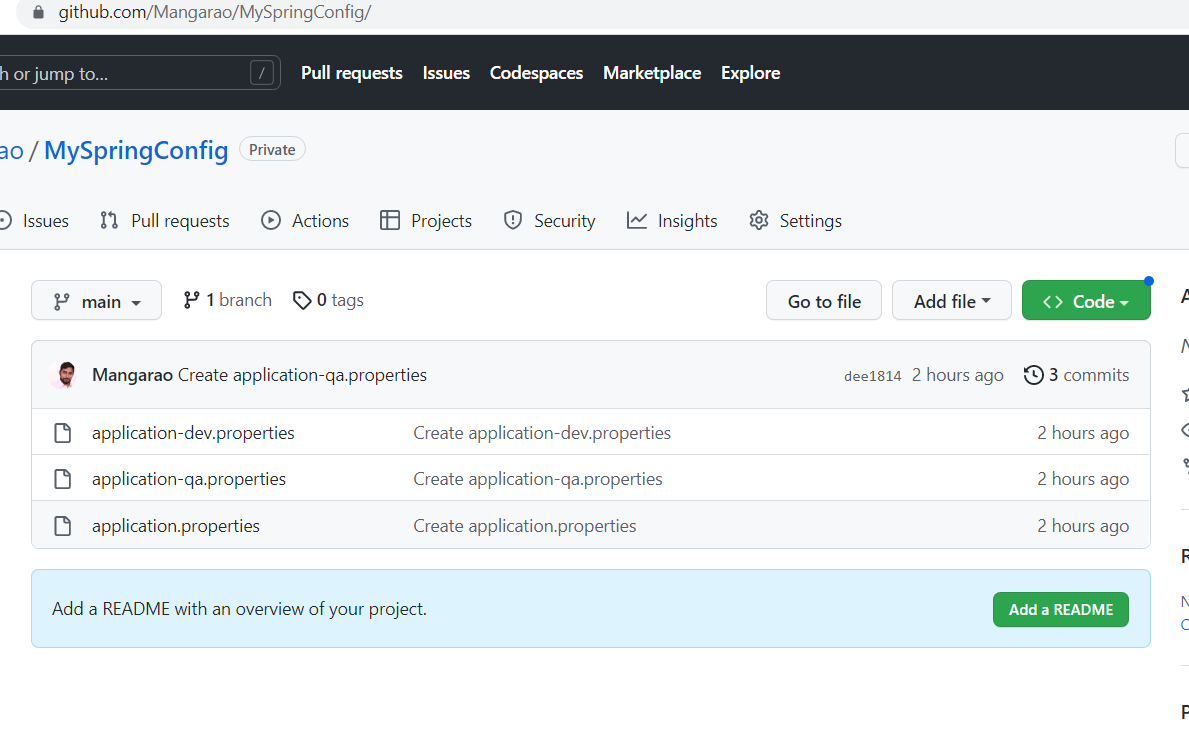 github.com/Mangarao/MySpringConfig/
h or jump to... / Pull requests Issues Codespaces Marketplace Explore
ao / MySpringConfig Private
Issues Pull requests Actions Projects Security Insights Settings
main 1 branch 0 tags Go to file Add file <> Code
Mangarao Create application-qa.properties dee1814 2 hours ago 3 commits
application-dev.properties Create application-dev.properties 2 hours ago
application-qa.properties Create application-qa.properties 2 hours ago
application.properties Create application.properties 2 hours ago
Add a README with an overview of your project. Add a README